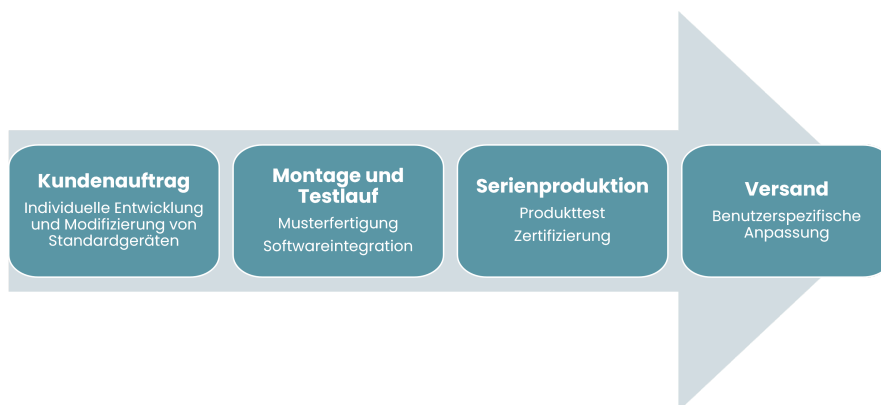 Kundenauftrag
Individuelle Entwicklung
und Modifizierung von
Standardgeräten
Montage und
Testlauf
Musterfertigung
Softwareintegration
Serienproduktion
Produkttest
Zertifizierung
Versand
Benutzerspezifische
Anpassung